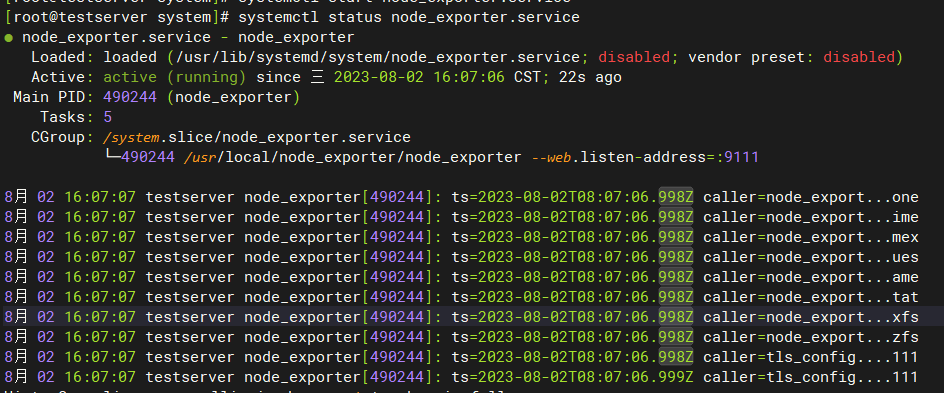 [root@testserver system]# systemctl start node_exporter.service
[root@testserver system]# systemctl status node_exporter.service
● node_exporter.service - node_exporter
Loaded: loaded (/usr/lib/systemd/system/node_exporter.service; disabled; vendor preset: disabled)
Active: active (running) since 三 2023-08-02 16:07:06 CST; 22s ago
Main PID: 490244 (node_exporter)
Tasks: 5
CGroup: /system.slice/node_exporter.service
└─490244 /usr/local/node_exporter/node_exporter --web.listen-address=:9111
8月 02 16:07:07 testserver node_exporter[490244]: ts=2023-08-02T08:07:06.998Z caller=node_export...one
8月 02 16:07:07 testserver node_exporter[490244]: ts=2023-08-02T08:07:06.998Z caller=node_export...ime
8月 02 16:07:07 testserver node_exporter[490244]: ts=2023-08-02T08:07:06.998Z caller=node_export...mex
8月 02 16:07:07 testserver node_exporter[490244]: ts=2023-08-02T08:07:06.998Z caller=node_export...ues
8月 02 16:07:07 testserver node_exporter[490244]: ts=2023-08-02T08:07:06.998Z caller=node_export...ame
8月 02 16:07:07 testserver node_exporter[490244]: ts=2023-08-02T08:07:06.998Z caller=node_export...tat
8月 02 16:07:07 testserver node_exporter[490244]: ts=2023-08-02T08:07:06.998Z caller=node_export...xfs
8月 02 16:07:07 testserver node_exporter[490244]: ts=2023-08-02T08:07:06.998Z caller=node_export...zfs
8月 02 16:07:07 testserver node_exporter[490244]: ts=2023-08-02T08:07:06.998Z caller=tls_config....111
8月 02 16:07:07 testserver node_exporter[490244]: ts=2023-08-02T08:07:06.999Z caller=tls_config....111